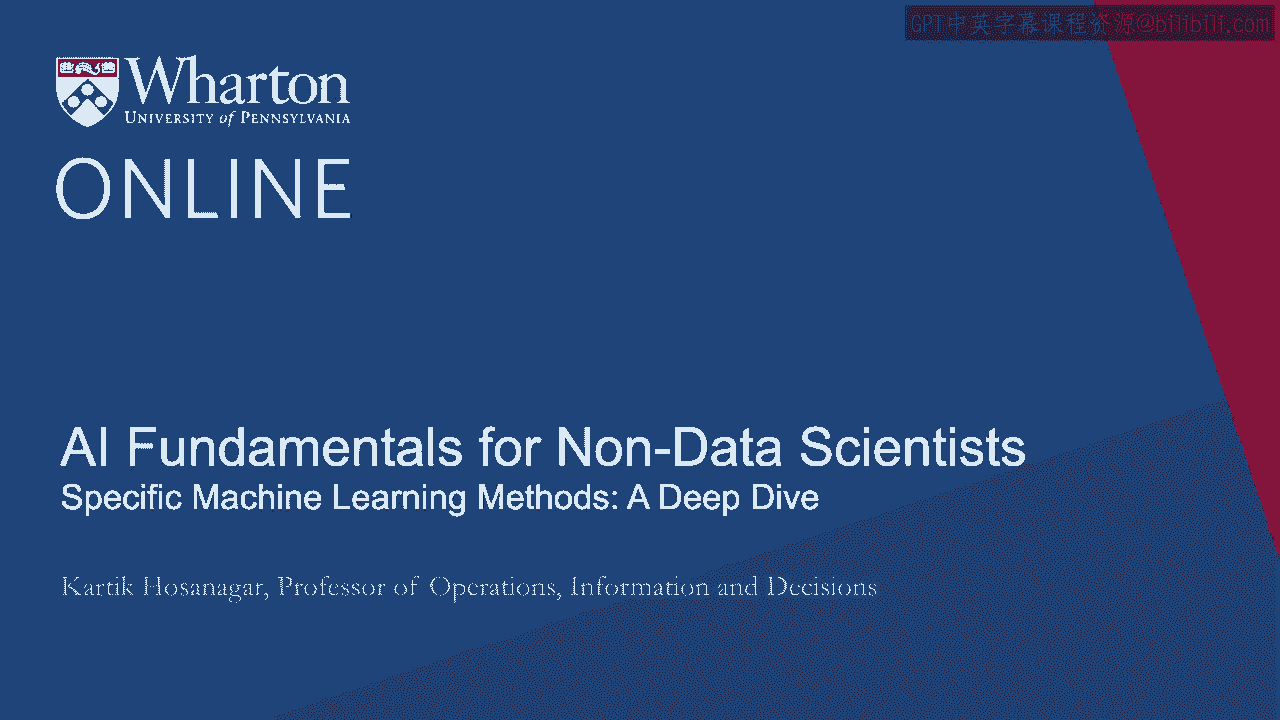 GPT中英字幕课程资源@bilibili.com
Wharton
UNIVERSITY of PENNSYLVANIA
ONLINE
AI Fundamentals for Non-Data Scientists
Specific Machine Learning Methods: A Deep Dive
Kartik Hosanagar, Professor of Operations, Information and Decisions